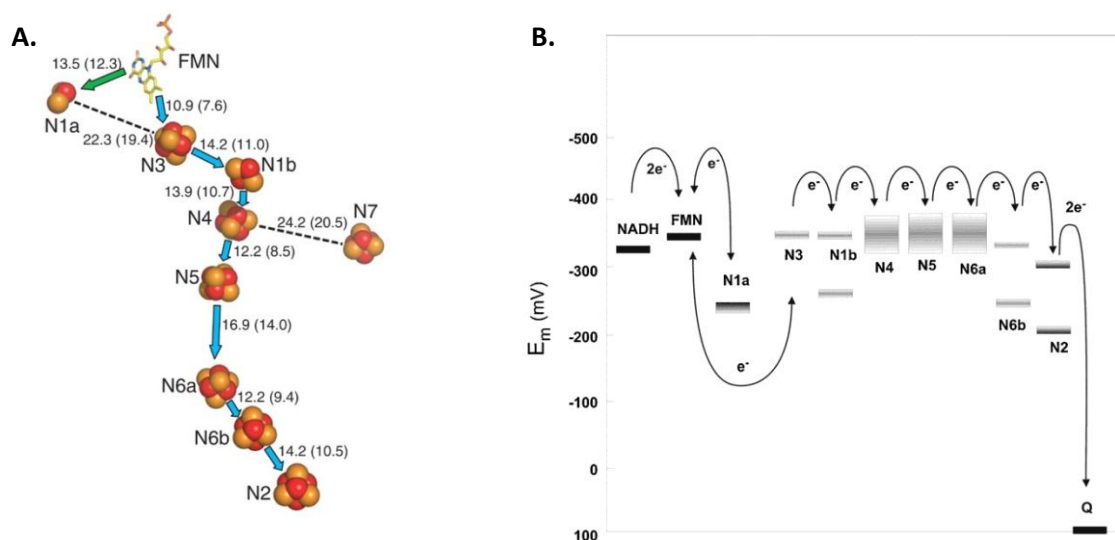 A.
FMN
13.5 (12.3)
10.9 (7.6)
N1a
22.3 (19.4)
14.2 (11.0)
N3
N1b
13.9 (10.7)
N4
24.2 (20.5)
N7
12.2 (8.5)
N5
16.9 (14.0)
N6a
12.2 (9.4)
N6b
14.2 (10.5)
N2
B.
Em (mV)
-500
-400
-300
-200
-100
0
100
2e-
e-
e-
e-
e-
e-
e-
e-
2e-
NADH
FMN
N1a
N3
N1b
N4
N5
N6a
N6b
N2
e-
Q